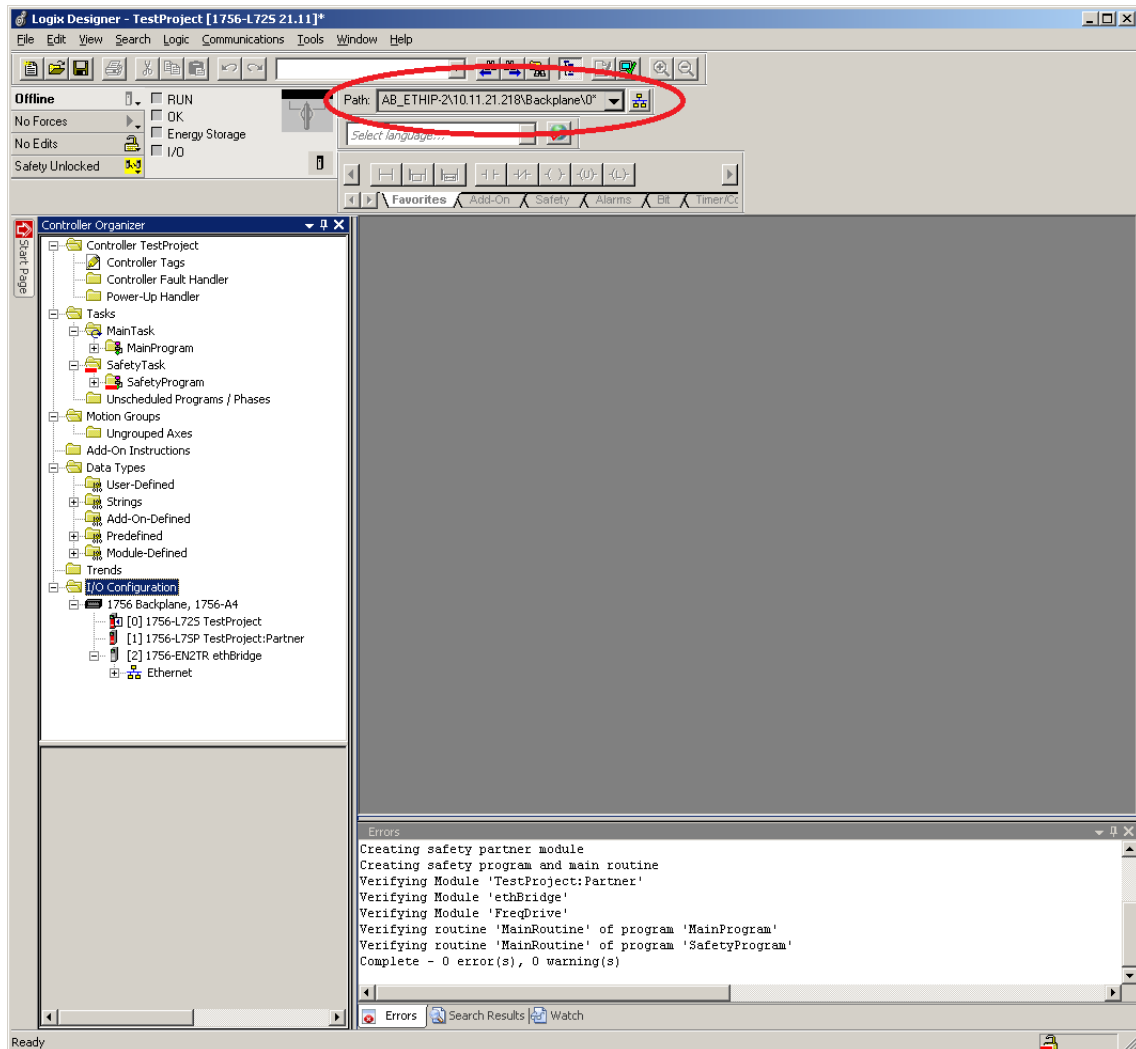 Logix Designer - TestProject [1756-L72S 21.11]*
File Edit View Search Logic Communications Tools Window Help
Offline
RUN
No Forces
OK
No Edits
Energy Storage
Safety Unlocked
I/O
Path: AB_ETHIP-2\10.11.21.218\Backplane\0*
Select language...
Favorites Add-On Safety Alarms Bit Timer/Cc
Start Page
Controller Organizer
Controller TestProject
Controller Tags
Controller Fault Handler
Power-Up Handler
Tasks
MainTask
MainProgram
SafetyTask
SafetyProgram
Unscheduled Programs / Phases
Motion Groups
Ungrouped Axes
Add-On Instructions
Data Types
User-Defined
Strings
Add-On-Defined
Predefined
Module-Defined
Trends
I/O Configuration
1756 Backplane, 1756-A4
[0] 1756-L72S TestProject
[1] 1756-L7SP TestProject:Partner
[2] 1756-EN2TR ethBridge
Ethernet
Errors
Creating safety partner module
Creating safety program and main routine
Verifying Module 'TestProject:Partner'
Verifying Module 'ethBridge'
Verifying Module 'FreqDrive'
Verifying routine 'MainRoutine' of program 'MainProgram'
Verifying routine 'MainRoutine' of program 'SafetyProgram'
Complete - 0 error(s), 0 warning(s)
Errors Search Results Watch
Ready